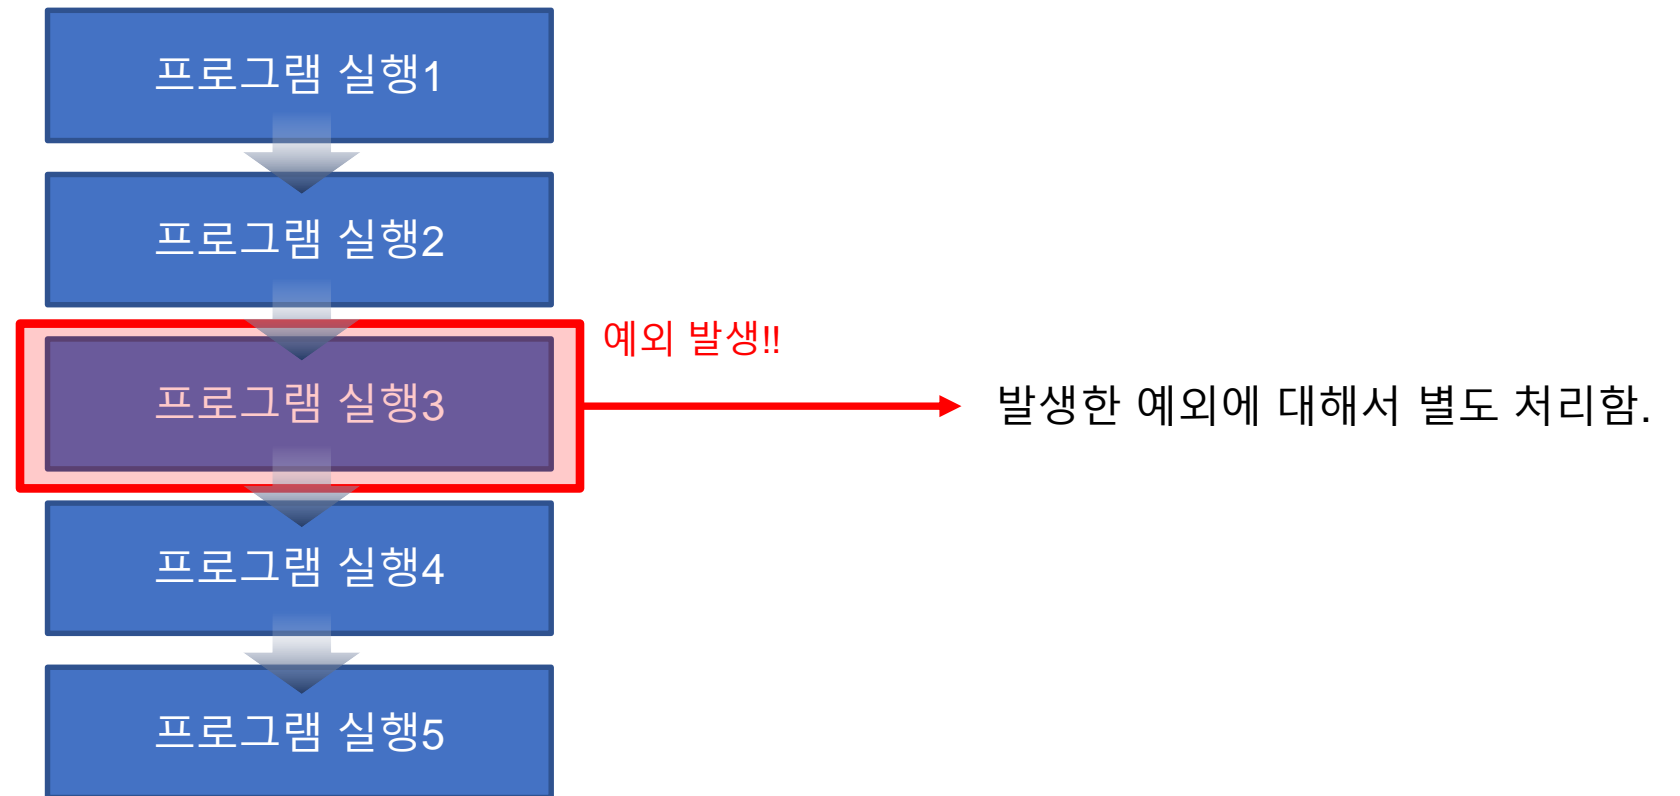 프로그램 실행1
프로그램 실행2
예외 발생!!
프로그램 실행3
발생한 예외에 대해서 별도 처리함.
프로그램 실행4
프로그램 실행5